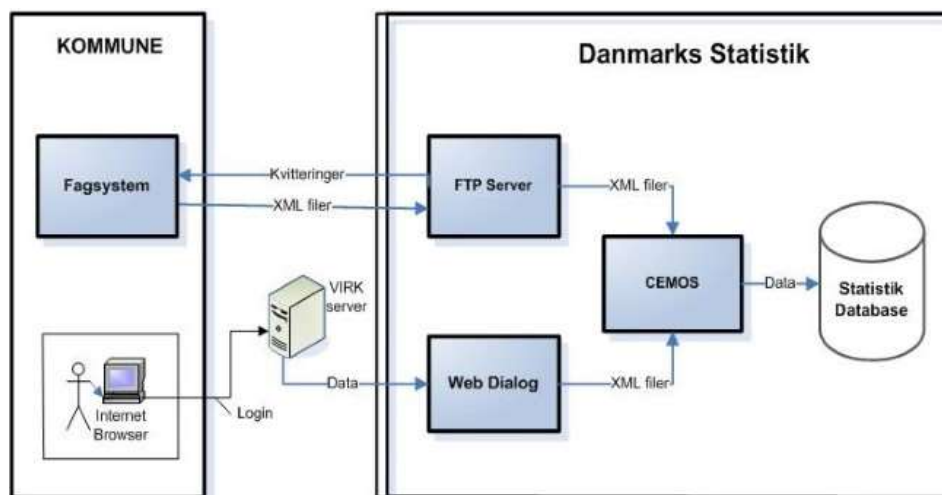 KOMMUNE
Danmarks Statistik
Fagsystem
Kvitteringer
XML filer
FTP Server
XML filer
VIRK
server
CEMOS
Data
Statistik
Database
Internet
Browser
Login
Data
Web Dialog
XML filer